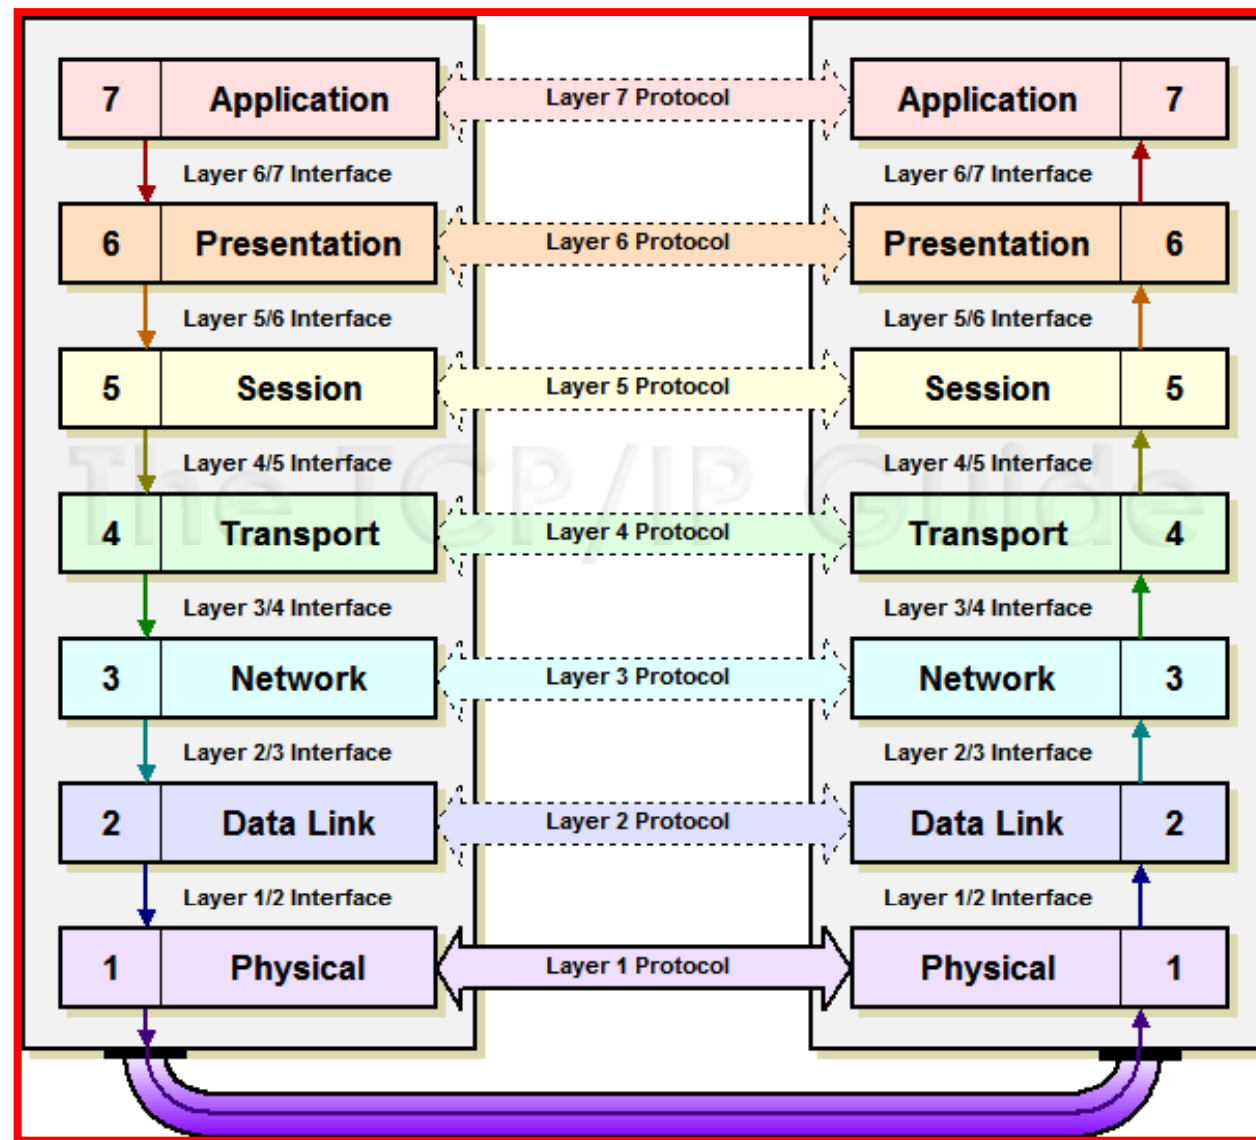 7 Application Layer 7 Protocol Application 7
Layer 6/7 Interface Layer 6/7 Interface
6 Presentation Layer 6 Protocol Presentation 6
Layer 5/6 Interface Layer 5/6 Interface
5 Session Layer 5 Protocol Session 5
Layer 4/5 Interface Layer 4/5 Interface
The TCP/IP Guide
4 Transport Layer 4 Protocol Transport 4
Layer 3/4 Interface Layer 3/4 Interface
3 Network Layer 3 Protocol Network 3
Layer 2/3 Interface Layer 2/3 Interface
2 Data Link Layer 2 Protocol Data Link 2
Layer 1/2 Interface Layer 1/2 Interface
1 Physical Layer 1 Protocol Physical 1